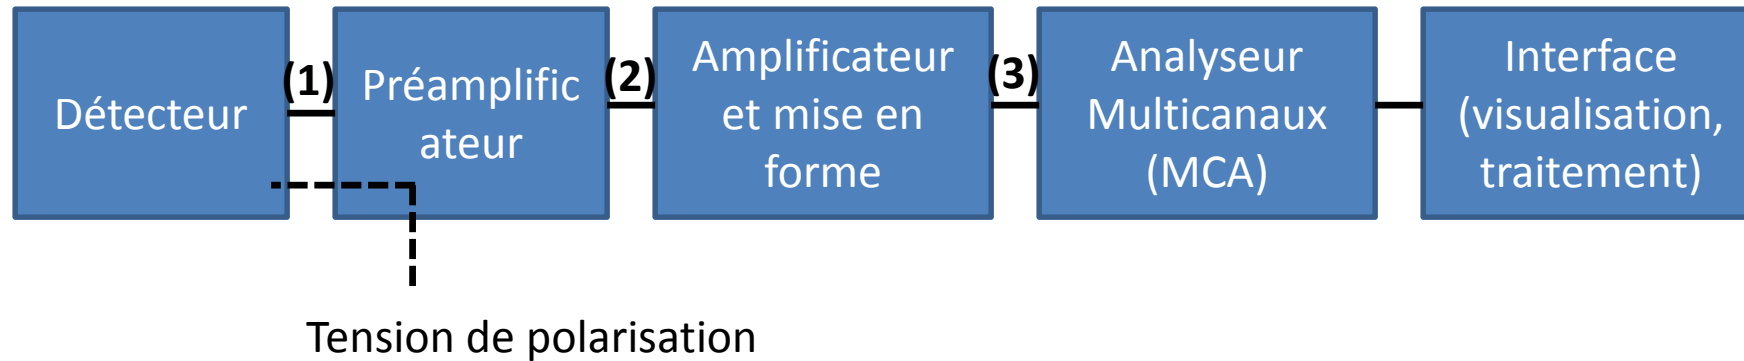 Détecteur
(1)
Préamplific
ateur
(2)
Amplificateur
et mise en
forme
(3)
Analyseur
Multicanaux
(MCA)
Interface
(visualisation,
traitement)
Tension de polarisation